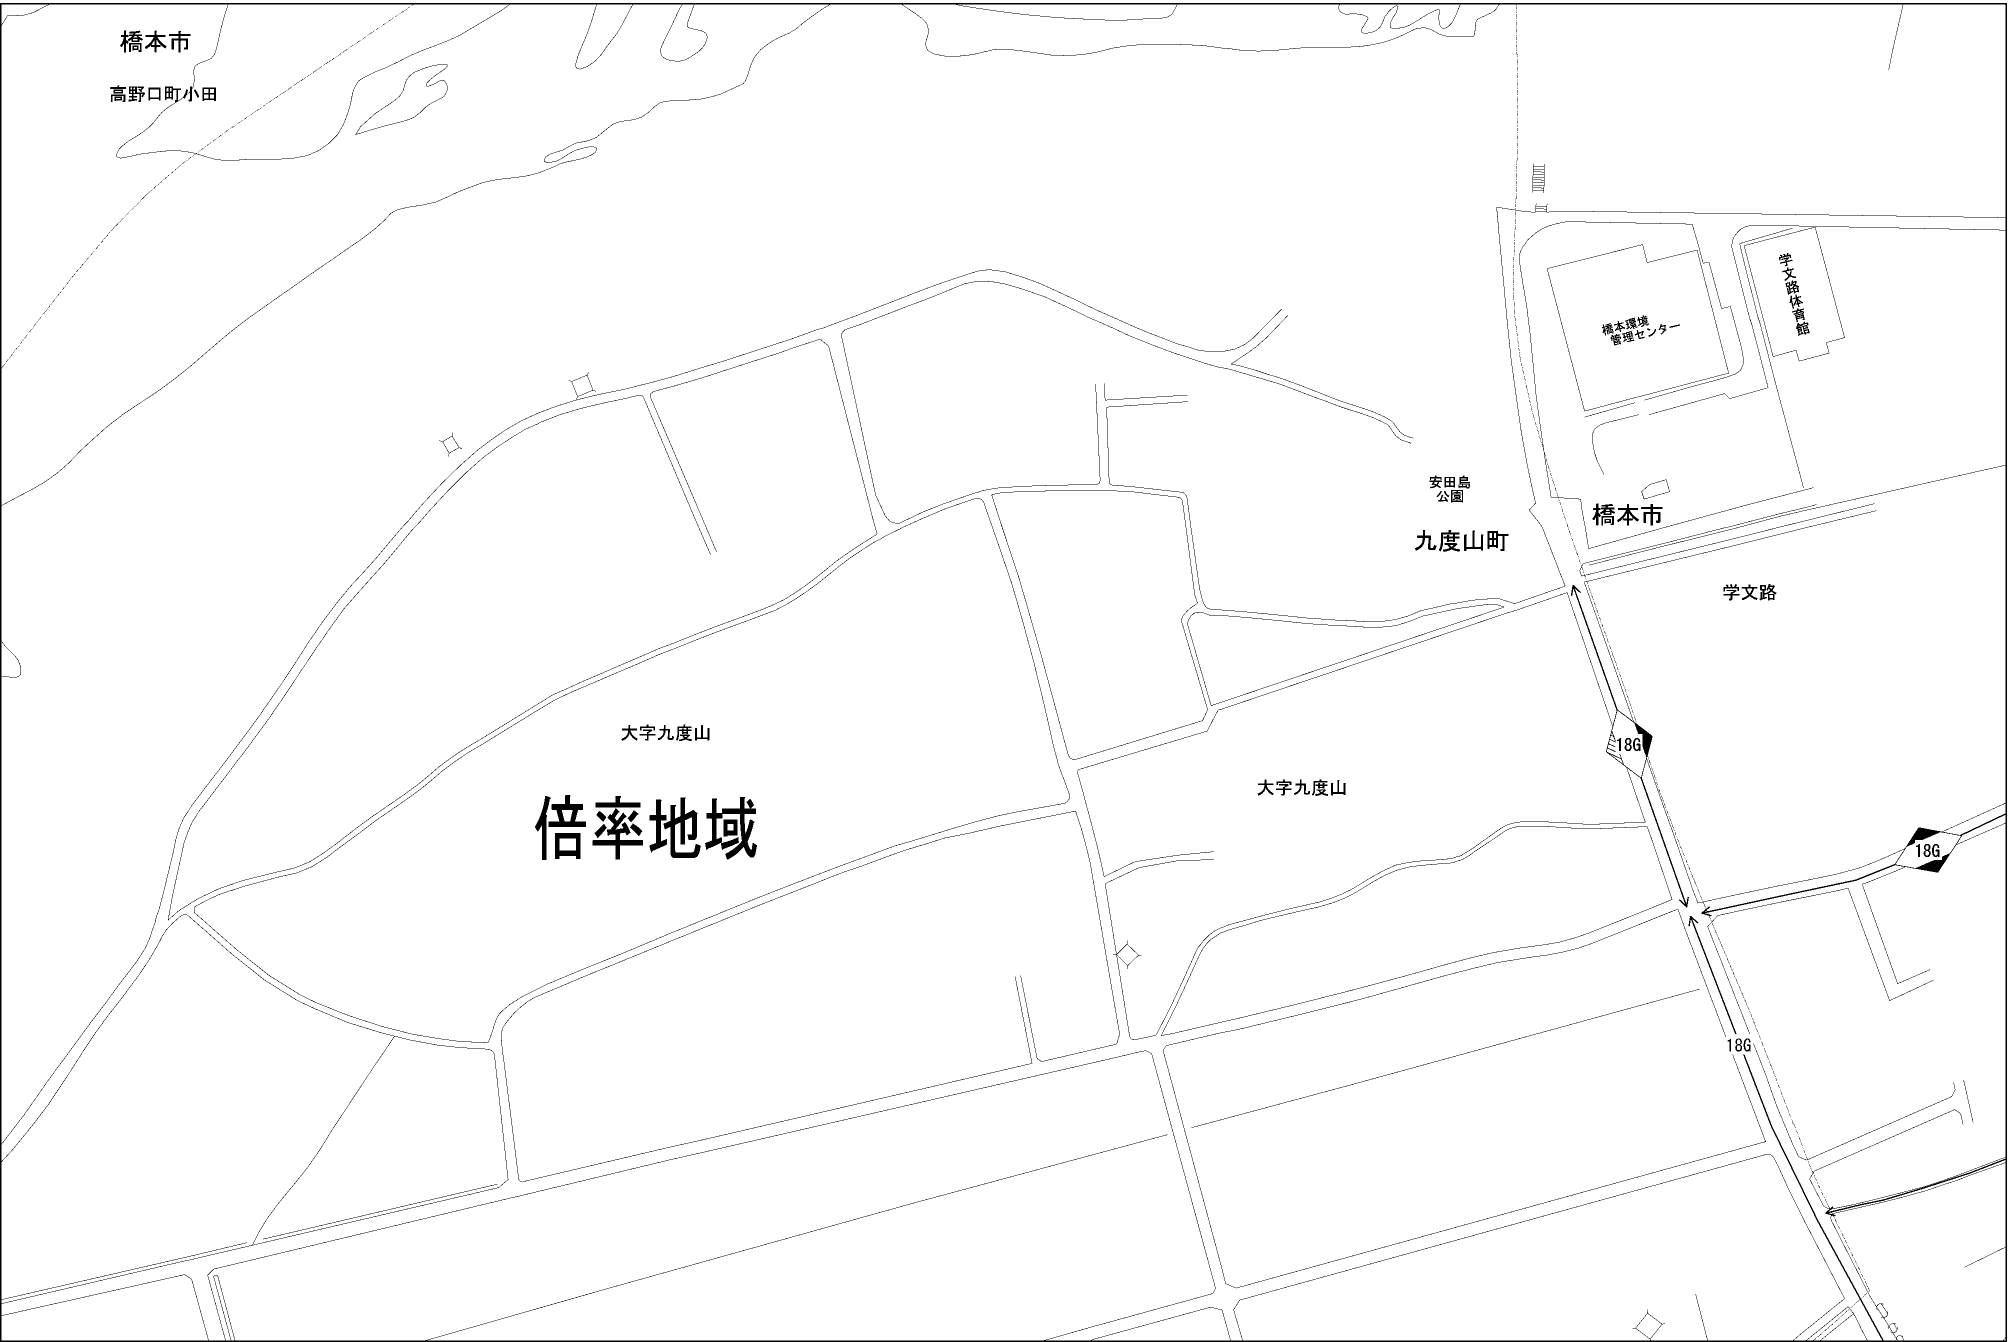 橋本市
高野口町小田
学文路体育館
橋本環境
管理センター
安田島
公園
橋本市
九度山町
学文路
大字九度山
18G
大字九度山
倍率地域
18G
18G